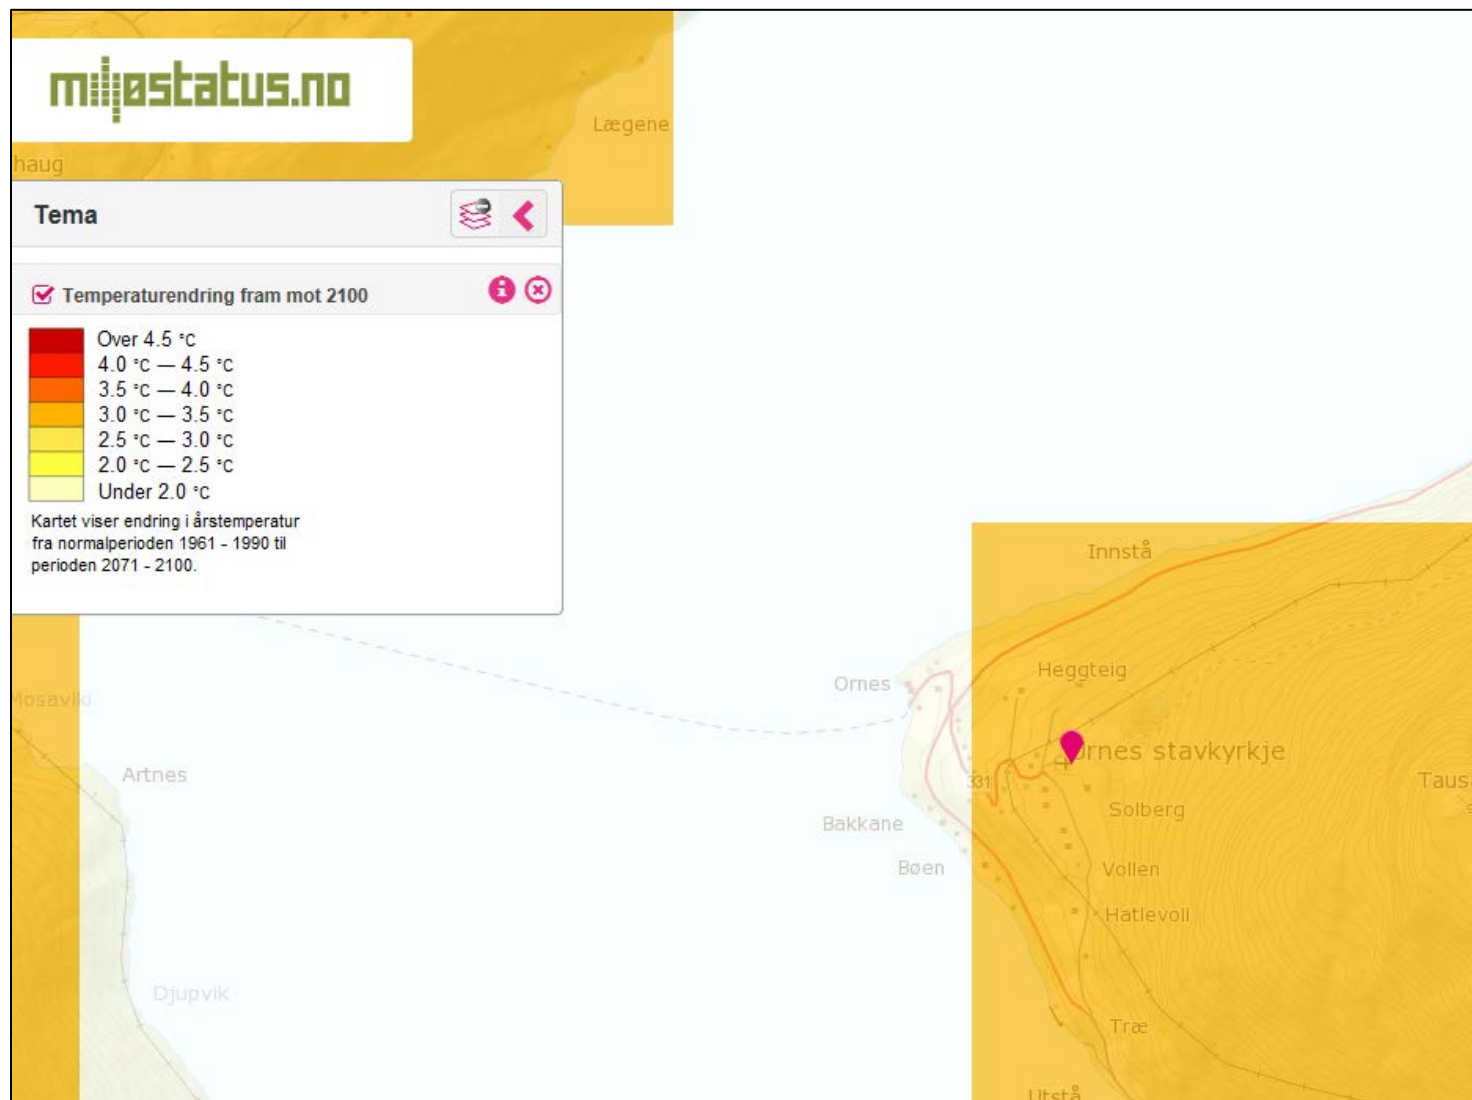 miljøstatus.no
Lægene
haug
Tema
Temperaturendring fram mot 2100
Over 4.5 °C
4.0 °C — 4.5 °C
3.5 °C — 4.0 °C
3.0 °C — 3.5 °C
2.5 °C — 3.0 °C
2.0 °C — 2.5 °C
Under 2.0 °C
Kartet viser endring i årstemperatur
fra normalperioden 1961 - 1990 til
perioden 2071 - 2100.
Innstå
Heggteig
Ornes
Mosaviki
Urnes stavkyrkje
Artnes
331
Taus
Solberg
Bakkane
Bøen
Vollen
Hatlevoll
Djupvik
Træ
Utstå